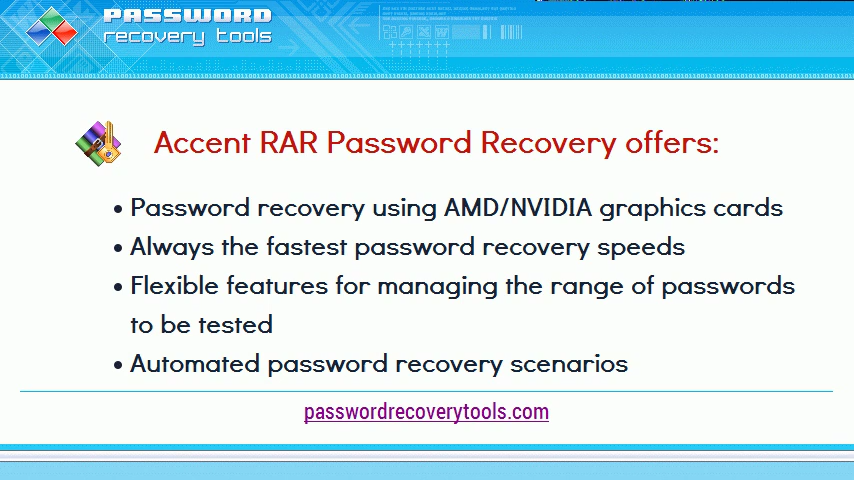 PASSWORD
recovery tools
Accent RAR Password Recovery offers:
• Password recovery using AMD/NVIDIA graphics cards
• Always the fastest password recovery speeds
• Flexible features for managing the range of passwords
to be tested
• Automated password recovery scenarios
passwordrecoverytools.com